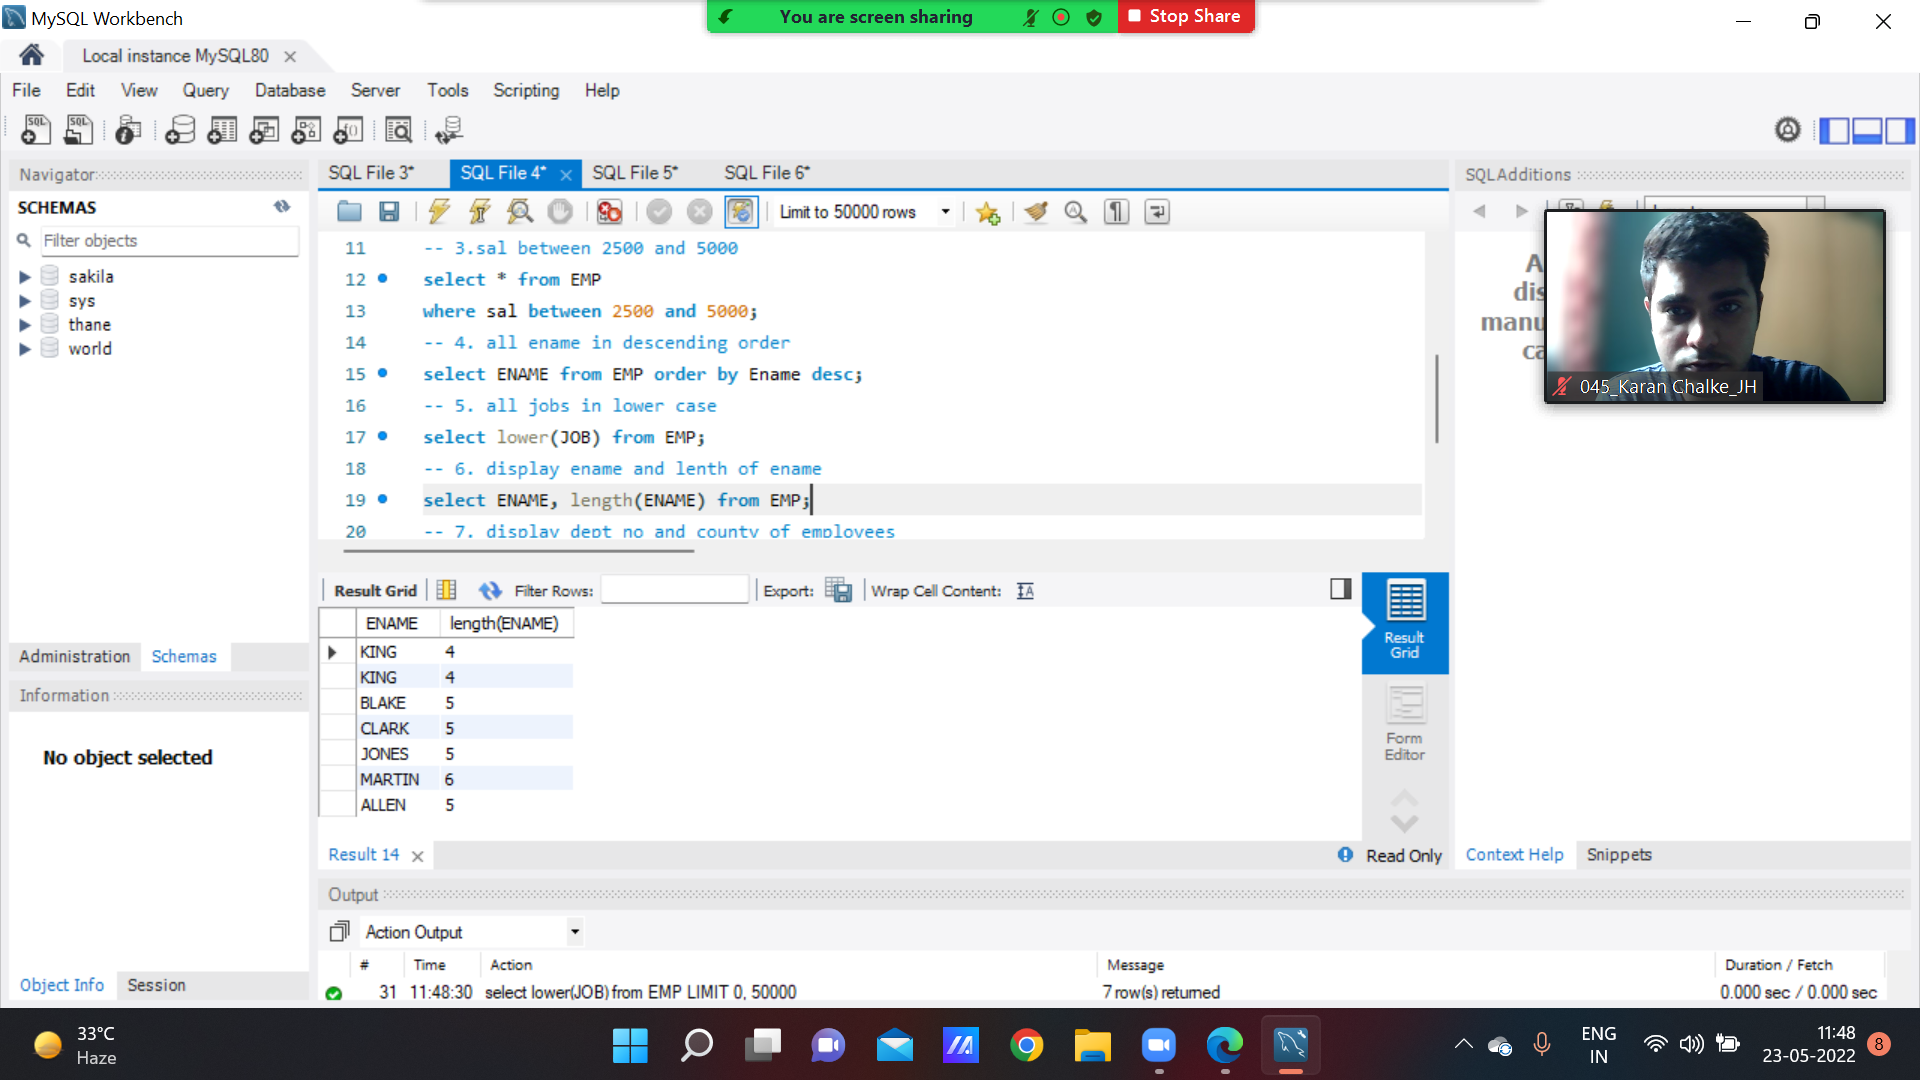 MySQL Workbench
You are screen sharing
Stop Share
Local instance MySQL80
File Edit View Query Database Server Tools Scripting Help
Navigator
SCHEMAS
Filter objects
sakila
sys
thane
world
Administration Schemas
Information
No object selected
Object Info Session
SQL File 3* SQL File 4* SQL File 5* SQL File 6*
Limit to 50000 rows
11 -- 3.sal between 2500 and 5000
12 select * from EMP
13 where sal between 2500 and 5000;
14 -- 4. all ename in descending order
15 select ENAME from EMP order by Ename desc;
16 -- 5. all jobs in lower case
17 select lower(JOB) from EMP;
18 -- 6. display ename and lenth of ename
19 select ENAME, length(ENAME) from EMP;
20 -- 7. display dept no and county of employees
Result Grid Filter Rows: Export: Wrap Cell Content:
ENAME length(ENAME)
KING 4
KING 4
BLAKE 5
CLARK 5
JONES 5
MARTIN 6
ALLEN 5
Result
Grid
Form
Editor
Result 14
Read Only
SQLAdditions
045_Karan Chalke_JH
Context Help Snippets
Output
Action Output
# Time Action Message Duration / Fetch
31 11:48:30 select lower(JOB) from EMP LIMIT 0, 50000 7 row(s) returned 0.000 sec / 0.000 sec
33°C
Haze
ENG
IN
11:48
23-05-2022
8